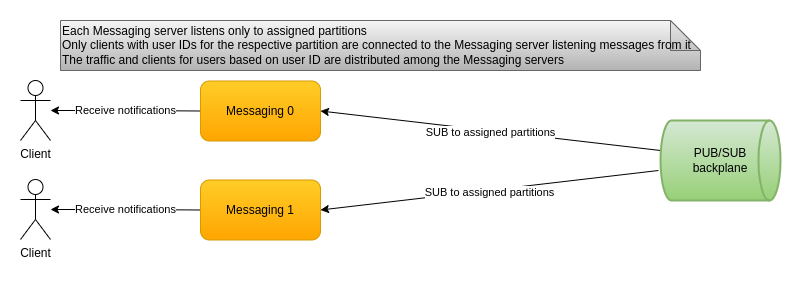 Each Messaging server listens only to assigned partitions
Only clients with user IDs for the respective partition are connected to the Messaging server listening messages from it
The traffic and clients for users based on user ID are distributed among the Messaging servers
Receive notifications
Messaging 0
SUB to assigned partitions
Client
PUB/SUB
backplane
Receive notifications
Messaging 1
SUB to assigned partitions
Client